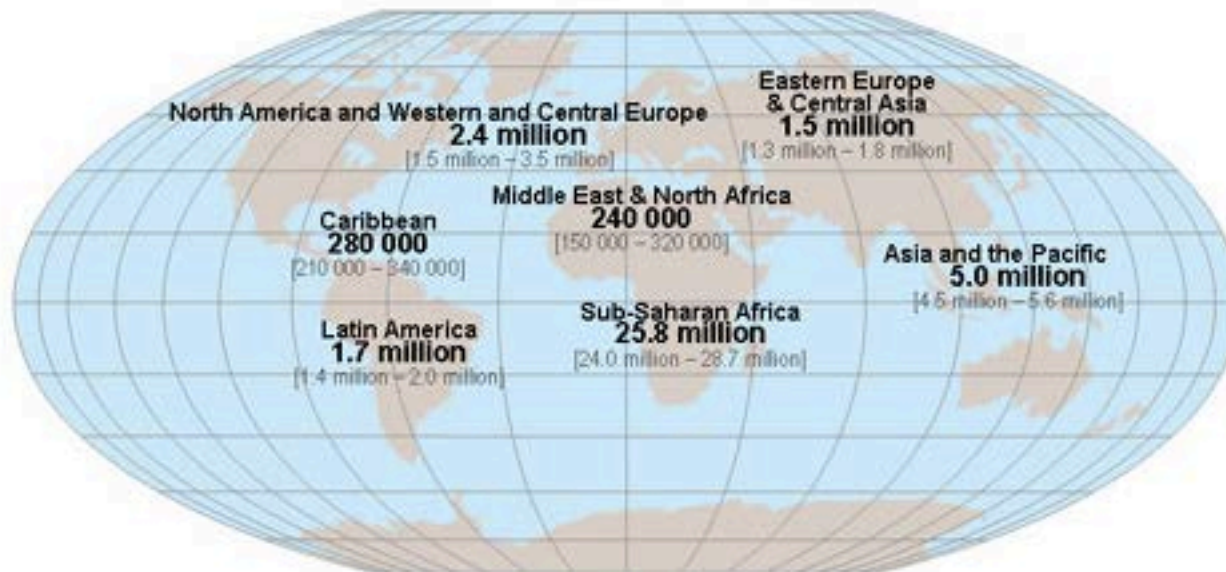 Eastern Europe
& Central Asia
1.5 million
[1.3 million – 1.8 million]
North America and Western and Central Europe
2.4 million
[1.5 million – 3.5 million]
Middle East & North Africa
240 000
[150 000 – 320 000]
Caribbean
280 000
[210 000 – 340 000]
Asia and the Pacific
5.0 million
[4.5 million – 5.6 million]
Sub-Saharan Africa
25.8 million
[24.0 million – 28.7 million]
Latin America
1.7 million
[1.4 million – 2.0 million]